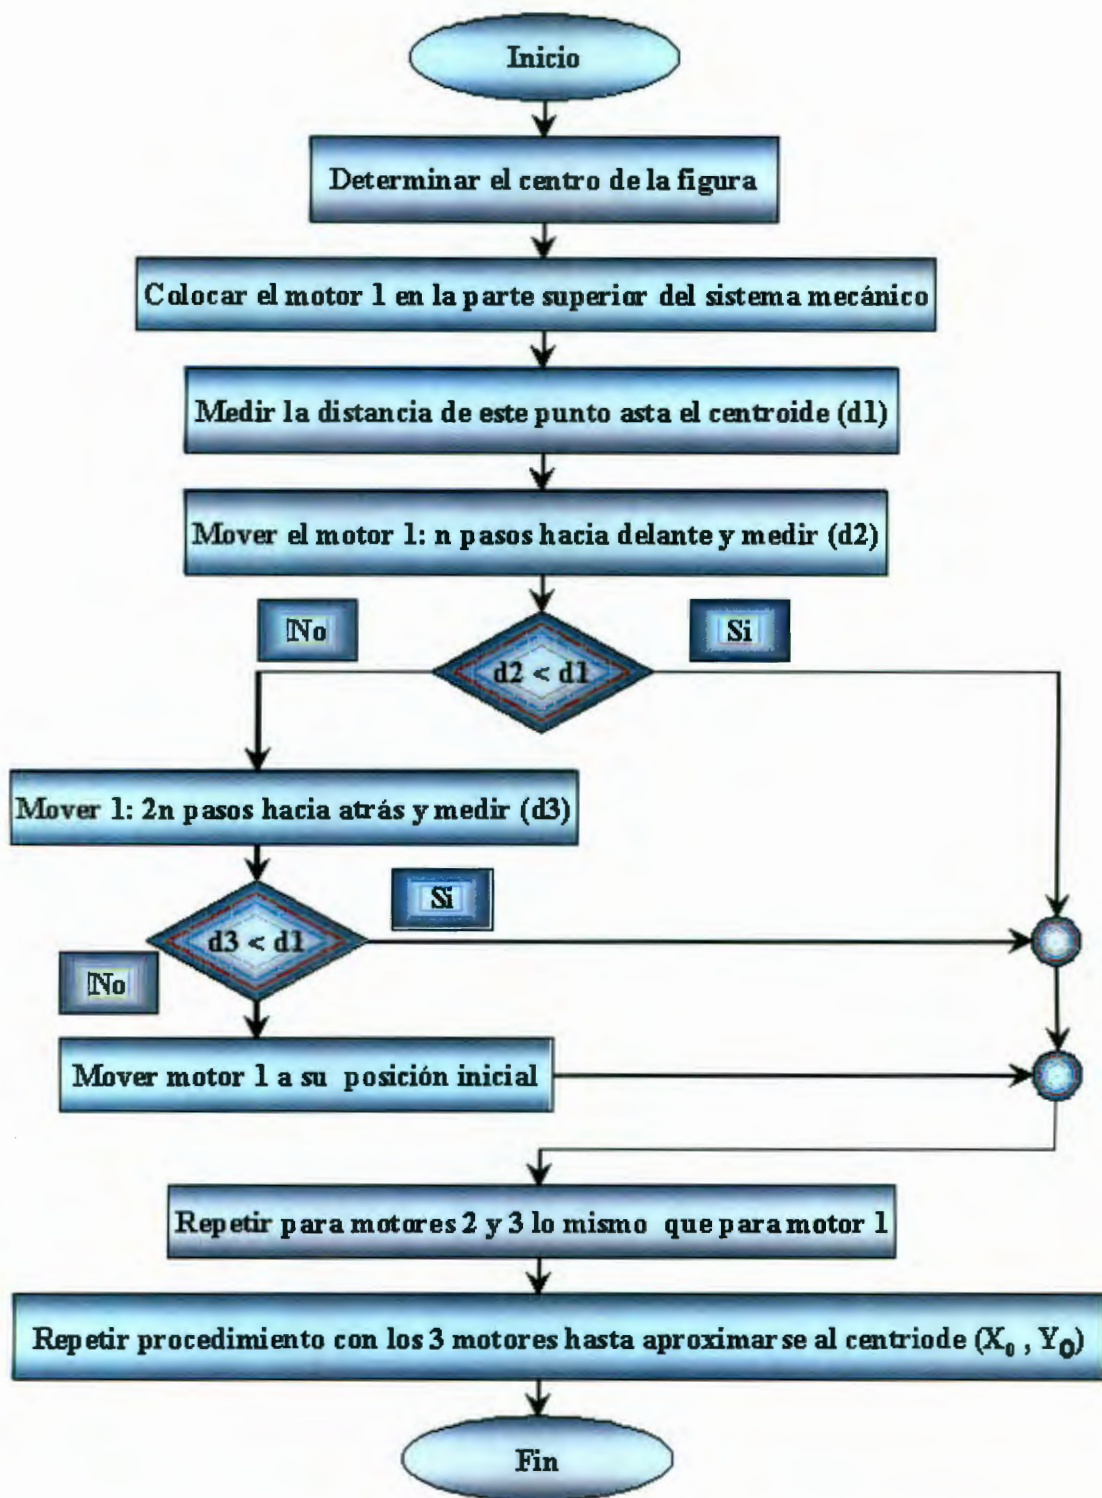 Inicio
Determinar el centro de la figura
Colocar el motor 1 en la parte superior del sistema mecánico
Medir la distancia de este punto asta el centroide (d1)
Mover el motor 1: n pasos hacia delante y medir (d2)
No
Si
d2 < d1
Mover 1: 2n pasos hacia atrás y medir (d3)
Si
d3 < d1
No
Mover motor 1 a su posición inicial
Repetir para motores 2 y 3 lo mismo que para motor 1
Repetir procedimiento con los 3 motores hasta aproximarse al centriode (X₀ , Y₀)
Fin